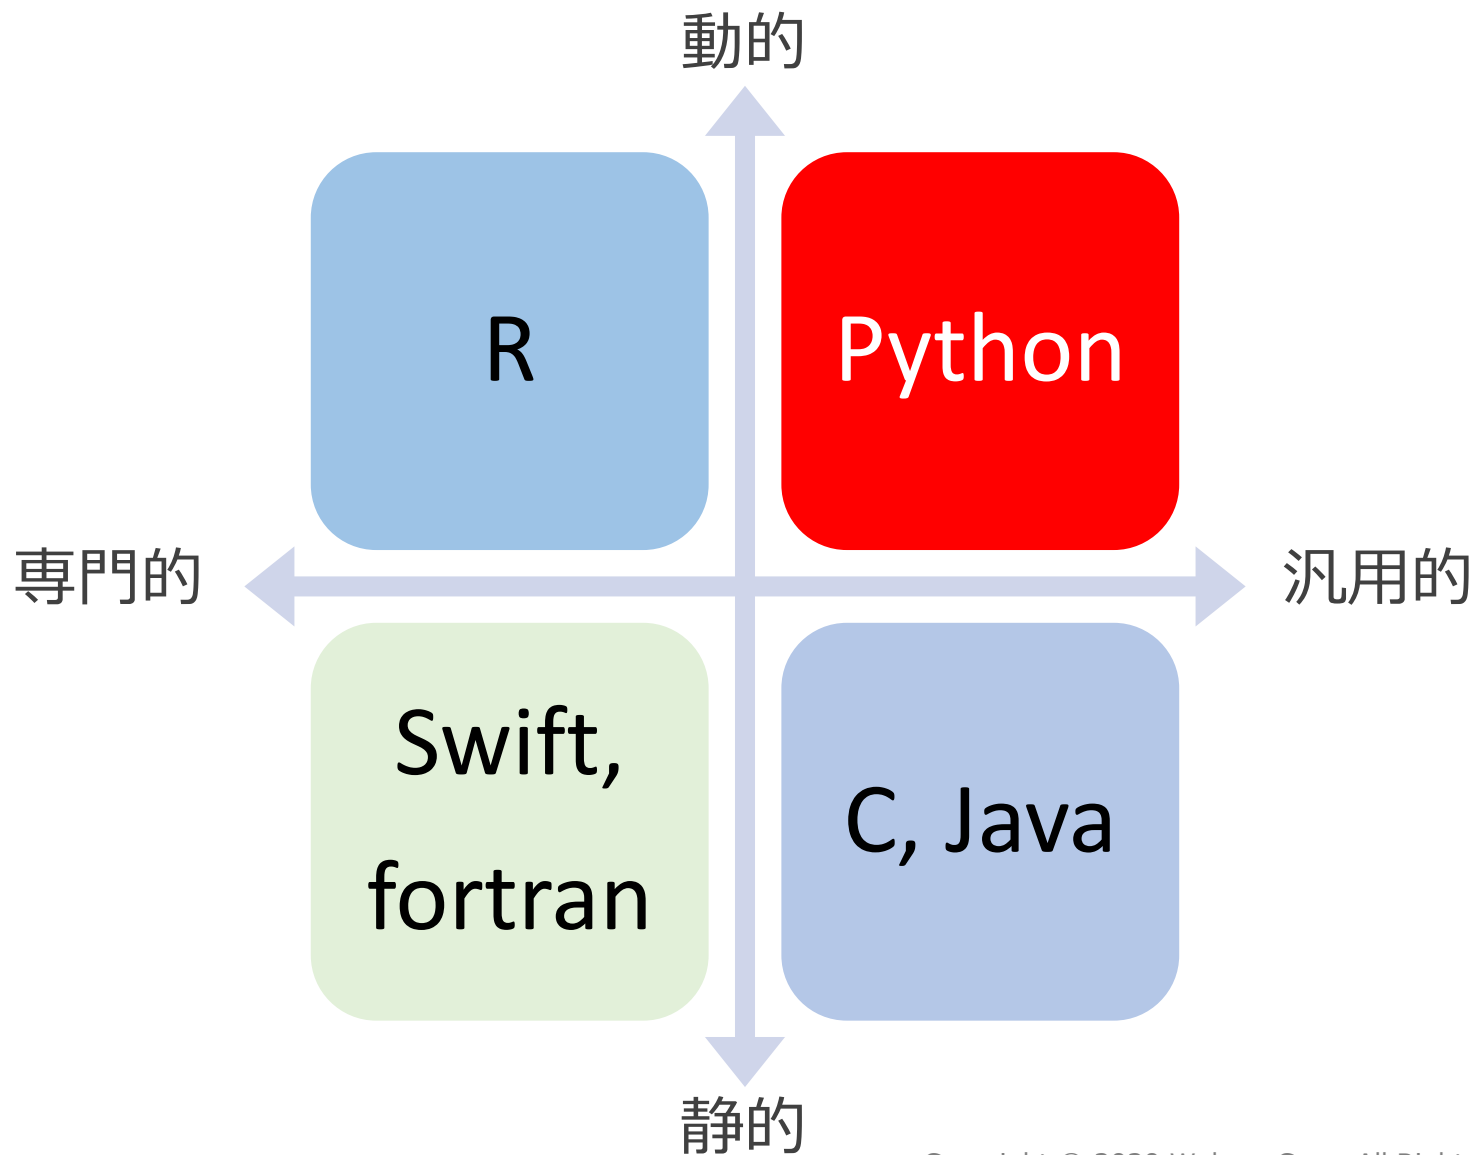 動的
R
Python
専門的
汎用的
Swift,
fortran
C, Java
静的